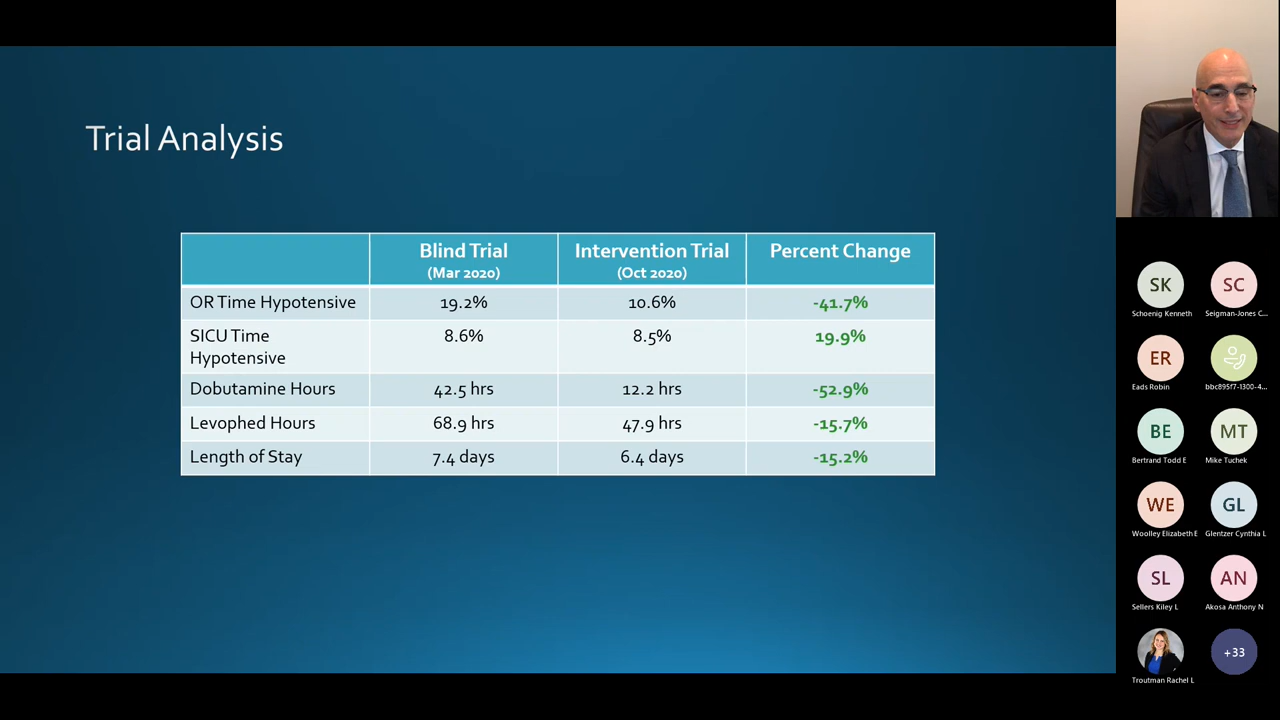 Trial Analysis
Blind Trial
(Mar 2020)
Intervention Trial
(Oct 2020)
Percent Change
OR Time Hypotensive
19.2%
10.6%
-41.7%
SICU Time
Hypotensive
8.6%
8.5%
19.9%
Dobutamine Hours
42.5 hrs
12.2 hrs
-52.9%
Levophed Hours
68.9 hrs
47.9 hrs
-15.7%
Length of Stay
7.4 days
6.4 days
-15.2%
SK
Schoenig Kenneth
SC
Seigman-Jones C...
ER
Eads Robin
bbc895f7-1300-4...
BE
Bertrand Todd E
MT
Mike Tuchek
WE
Woolley Elizabeth E
GL
Glentzer Cynthia L
SL
Sellers Kiley L
AN
Akosa Anthony N
Troutman Rachel L
+33